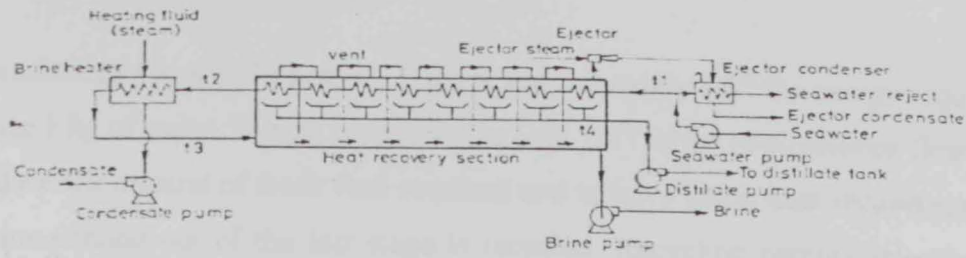 Heating fluid
(steam)
Ejector
Ejector steam
vent
Brine heater
t2
t1
Ejector condenser
Seawater reject
Ejector condensate
Seawater
t4
t3
Heat recovery section
Seawater pump
Condensate
To distillate tank
Distillate pump
Condensate pump
Brine
Brine pump